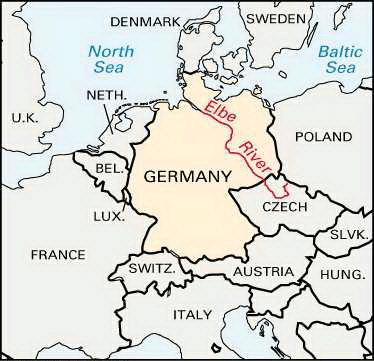 DENMARK
SWEDEN
North
Sea
Baltic
Sea
NETH.
Elbe
River
U.K.
POLAND
BEL.
GERMANY
LUX.
CZECH
SLVK.
FRANCE
SWITZ.
AUSTRIA
HUNG.
ITALY